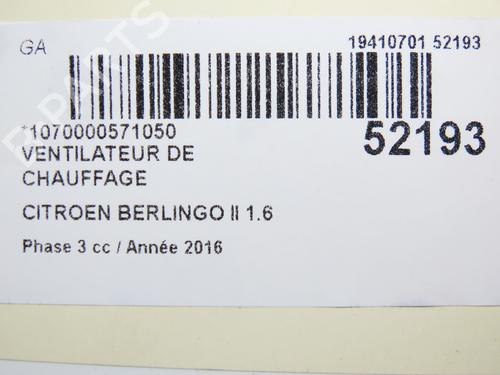 GA
19410701 52193
*1070000571050
52193
VENTILATEUR DE
CHAUFFAGE
CITROEN BERLINGO II 1.6
Phase 3 cc / Année 2016